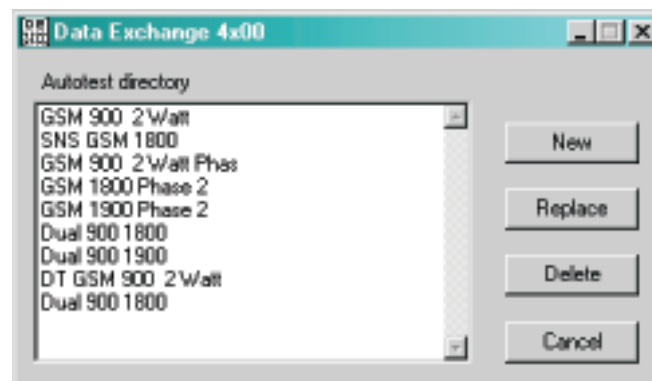 Data Exchange 4x00
Autotest directory
GSM 900 2 Watt
SNS GSM 1800
GSM 900 2 Watt Phas
GSM 1800 Phase 2
GSM 1900 Phase 2
Dual 900 1800
Dual 900 1900
DT GSM 900 2 Watt
Dual 900 1800
New
Replace
Delete
Cancel